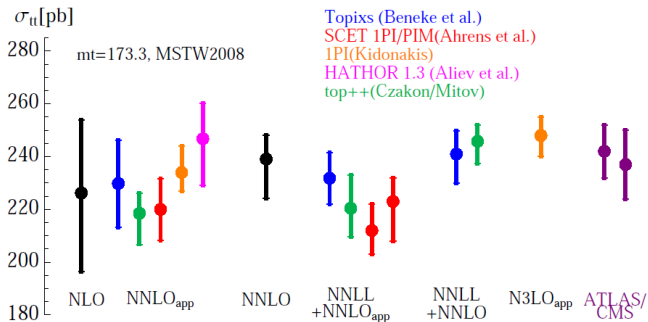 σtt[pb]
Topixs (Beneke et al.)
SCET 1PI/PIM(Ahrens et al.)
1PI(Kidonakis)
HATHOR 1.3 (Aliev et al.)
top++(Czakon/Mitov)
mt=173.3, MSTW2008
280
260
240
220
200
180
NLO
NNLOapp
NNLO
NNLL
+NNLOapp
NNLL
+NNLO
N3LOapp
ATLAS/
CMS